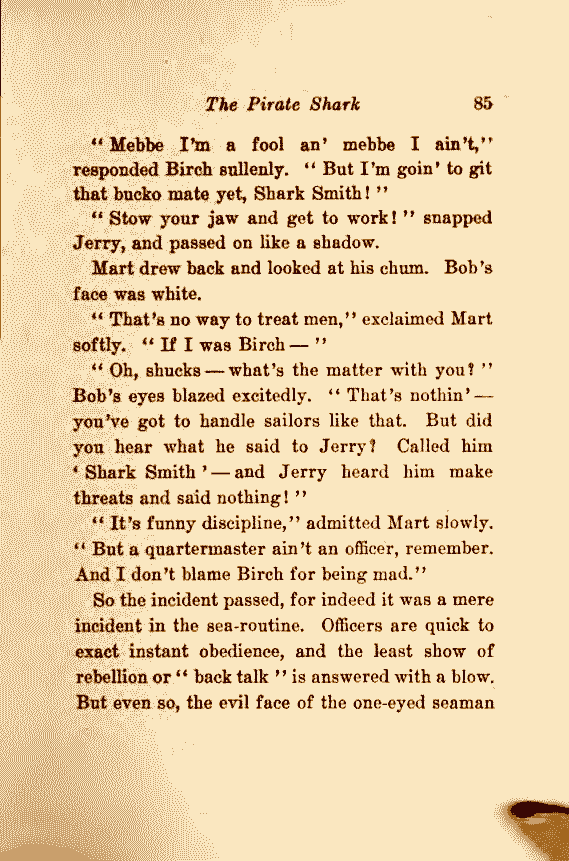 The Pirate Shark 85
" Mebbe I'm a fool an' mebbe I ain't,"
responded Birch sullenly. " But I'm goin' to git
that bucko mate yet, Shark Smith! "
" Stow your jaw and get to work! " snapped
Jerry, and passed on like a shadow.
Mart drew back and looked at his chum. Bob's
face was white.
" That's no way to treat men," exclaimed Mart
softly. " If I was Birch — "
" Oh, shucks — what's the matter with you? "
Bob's eyes blazed excitedly. " That's nothin' —
you've got to handle sailors like that. But did
you hear what he said to Jerry? Called him
' Shark Smith ' — and Jerry heard him make
threats and said nothing! "
" It's funny discipline," admitted Mart slowly.
" But a quartermaster ain't an officer, remember.
And I don't blame Birch for being mad."
So the incident passed, for indeed it was a mere
incident in the sea-routine. Officers are quick to
exact instant obedience, and the least show of
rebellion or " back talk " is answered with a blow.
But even so, the evil face of the one-eyed seaman